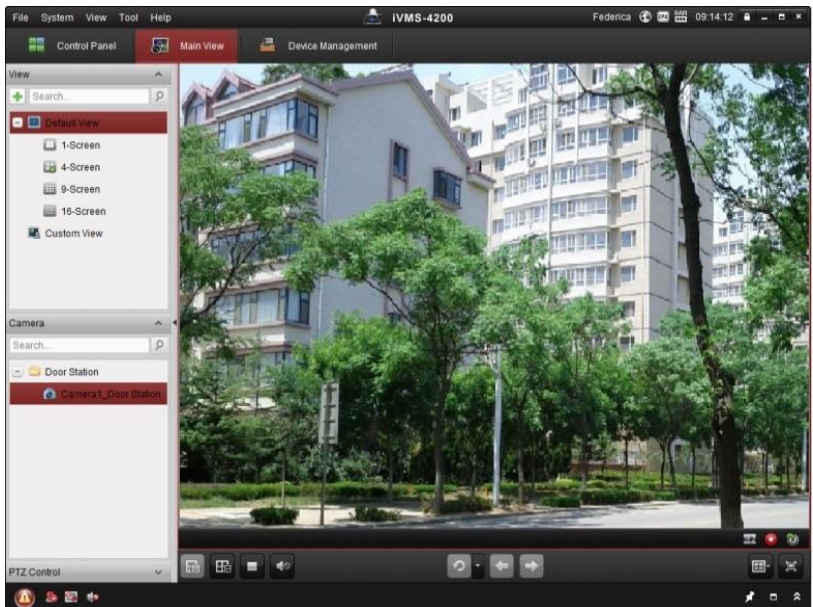 File System View Tool Help
iVMS-4200
Federica
09:14:12
Control Panel
Main View
Device Management
View
Search...
Default View
1-Screen
4-Screen
9-Screen
16-Screen
Custom View
Camera
Search...
Door Station
Camera1_Door Station
PTZ Control